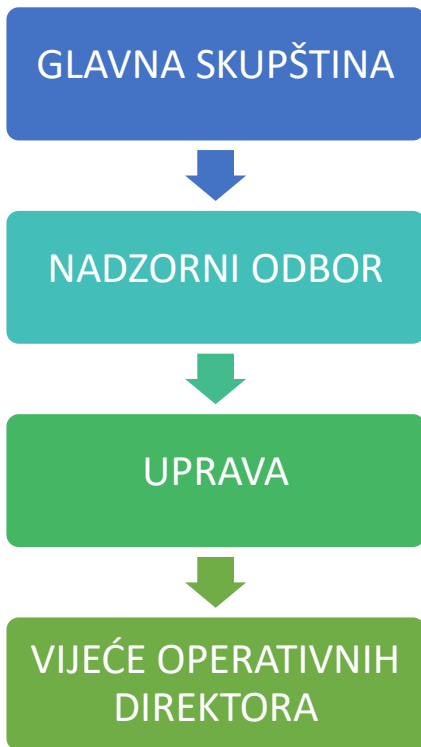 GLAVNA SKUPŠTINA
NADZORNI ODBOR
UPRAVA
VIJEĆE OPERATIVNIH
DIREKTORA